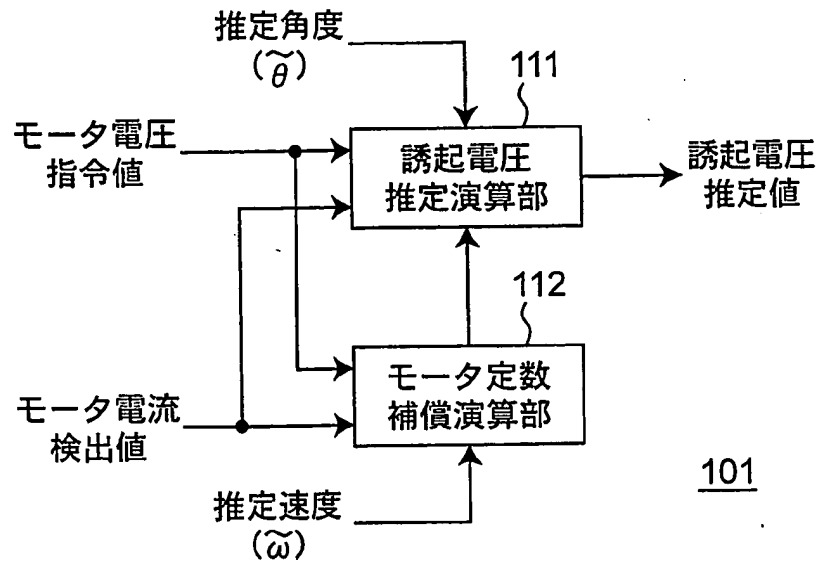 推定角度
(θ̃)
111
モータ電圧
指令値
誘起電圧
推定演算部
誘起電圧
推定値
112
モータ定数
補償演算部
モータ電流
検出値
101
推定速度
(ω̃)